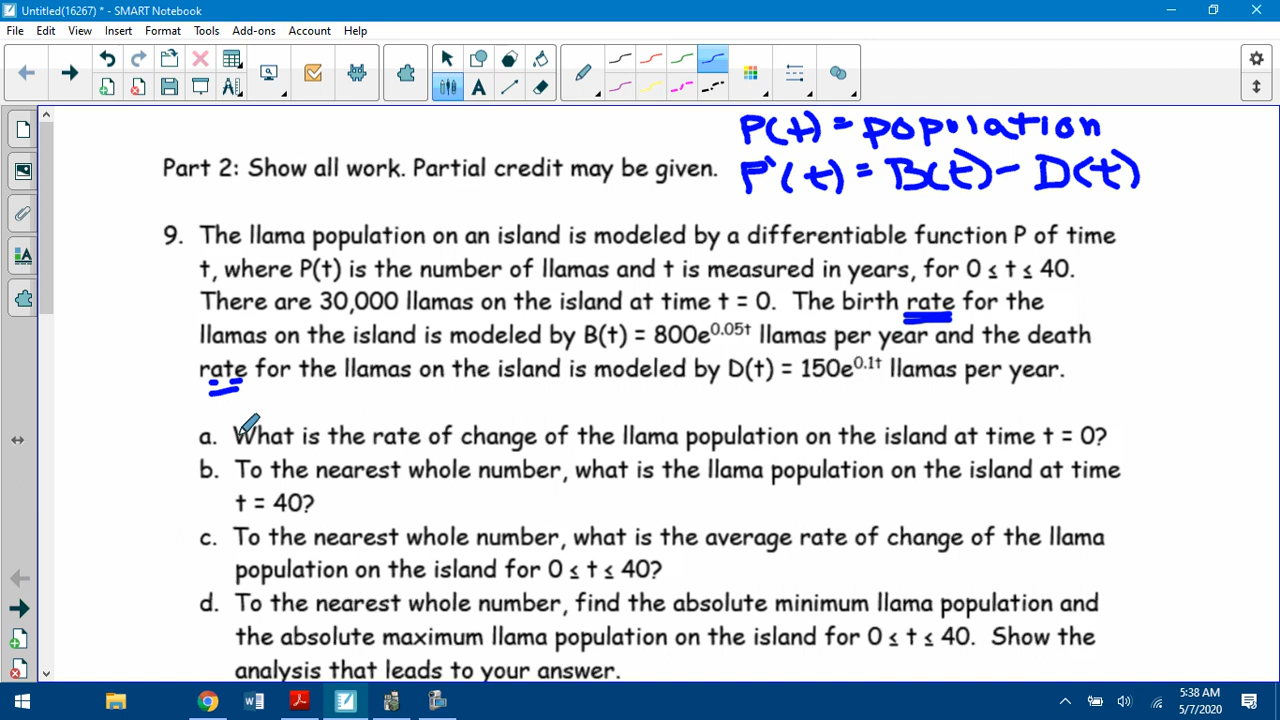 Untitled(16267) * - SMART Notebook
File Edit View Insert Format Tools Add-ons Account Help
P(t) = population
Part 2: Show all work. Partial credit may be given.
P'(t) = B(t) - D(t)
9. The llama population on an island is modeled by a differentiable function P of time
t, where P(t) is the number of llamas and t is measured in years, for 0 ≤ t ≤ 40.
There are 30,000 llamas on the island at time t = 0. The birth rate for the
llamas on the island is modeled by B(t) = 800e^0.05t llamas per year and the death
rate for the llamas on the island is modeled by D(t) = 150e^0.1t llamas per year.
a. What is the rate of change of the llama population on the island at time t = 0?
b. To the nearest whole number, what is the llama population on the island at time
t = 40?
c. To the nearest whole number, what is the average rate of change of the llama
population on the island for 0 ≤ t ≤ 40?
d. To the nearest whole number, find the absolute minimum llama population and
the absolute maximum llama population on the island for 0 ≤ t ≤ 40. Show the
analysis that leads to your answer.
5:38 AM
5/7/2020